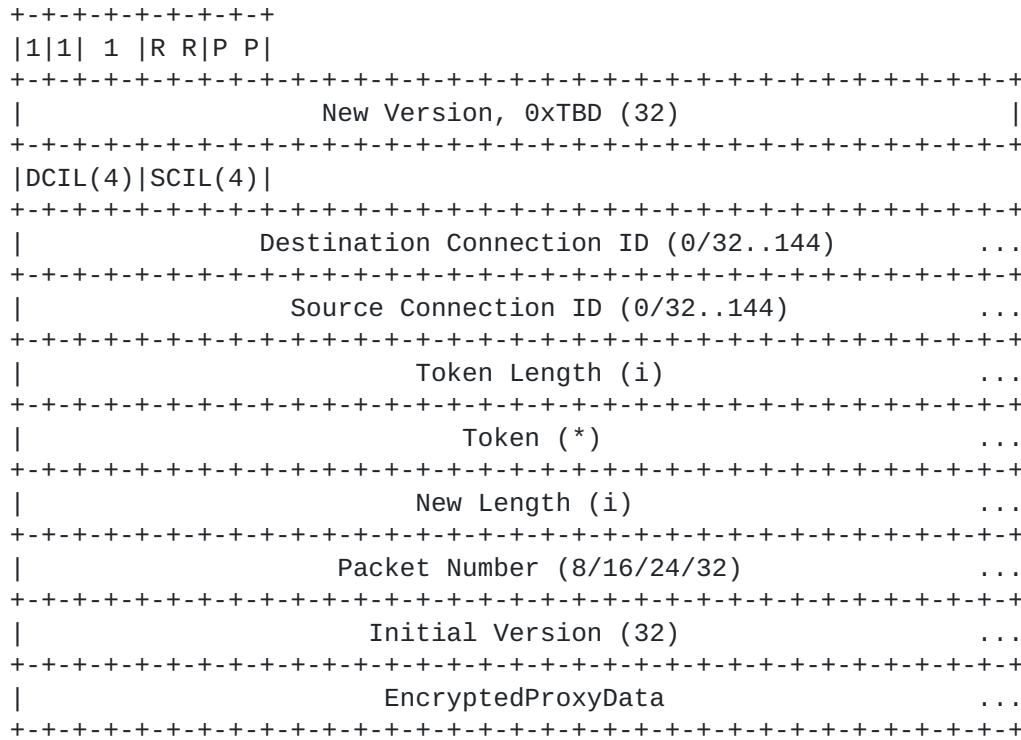 +-+-+-+-+-+-+-+-+
|1|1| 1 |R R|P P|
+-+-+-+-+-+-+-+-+-+-+-+-+-+-+-+-+-+-+-+-+-+-+-+-+-+-+-+-+-+-+-+-+
|                   New Version, 0xTBD (32)                     |
+-+-+-+-+-+-+-+-+-+-+-+-+-+-+-+-+-+-+-+-+-+-+-+-+-+-+-+-+-+-+-+-+
|DCIL(4)|SCIL(4)|
+-+-+-+-+-+-+-+-+-+-+-+-+-+-+-+-+-+-+-+-+-+-+-+-+-+-+-+-+-+-+-+-+
|               Destination Connection ID (0/32..144)         ...
+-+-+-+-+-+-+-+-+-+-+-+-+-+-+-+-+-+-+-+-+-+-+-+-+-+-+-+-+-+-+-+-+
|                 Source Connection ID (0/32..144)            ...
+-+-+-+-+-+-+-+-+-+-+-+-+-+-+-+-+-+-+-+-+-+-+-+-+-+-+-+-+-+-+-+-+
|                         Token Length (i)                    ...
+-+-+-+-+-+-+-+-+-+-+-+-+-+-+-+-+-+-+-+-+-+-+-+-+-+-+-+-+-+-+-+-+
|                            Token (*)                        ...
+-+-+-+-+-+-+-+-+-+-+-+-+-+-+-+-+-+-+-+-+-+-+-+-+-+-+-+-+-+-+-+-+
|                         New Length (i)                      ...
+-+-+-+-+-+-+-+-+-+-+-+-+-+-+-+-+-+-+-+-+-+-+-+-+-+-+-+-+-+-+-+-+
|                    Packet Number (8/16/24/32)               ...
+-+-+-+-+-+-+-+-+-+-+-+-+-+-+-+-+-+-+-+-+-+-+-+-+-+-+-+-+-+-+-+-+
|                      Initial Version (32)                   ...
+-+-+-+-+-+-+-+-+-+-+-+-+-+-+-+-+-+-+-+-+-+-+-+-+-+-+-+-+-+-+-+-+
|                       EncryptedProxyData                    ...
+-+-+-+-+-+-+-+-+-+-+-+-+-+-+-+-+-+-+-+-+-+-+-+-+-+-+-+-+-+-+-+-+